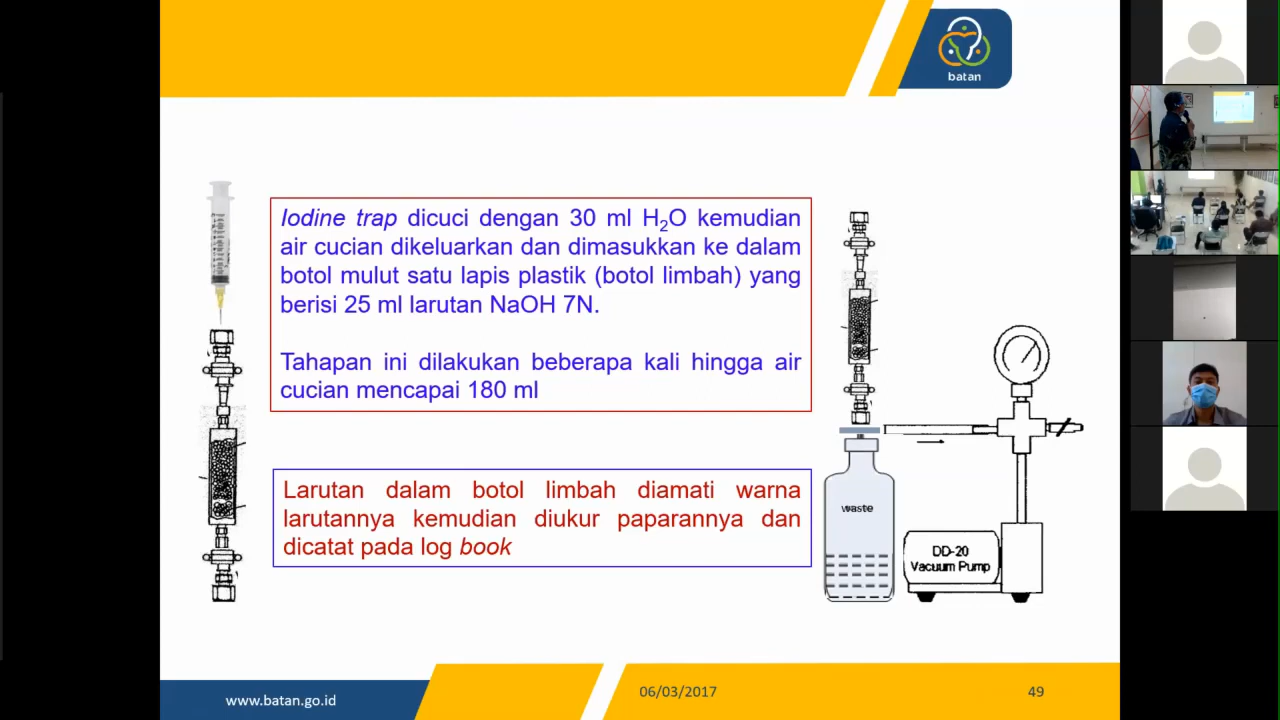 batan
Iodine trap dicuci dengan 30 ml H₂O kemudian
air cucian dikeluarkan dan dimasukkan ke dalam
botol mulut satu lapis plastik (botol limbah) yang
berisi 25 ml larutan NaOH 7N.
Tahapan ini dilakukan beberapa kali hingga air
cucian mencapai 180 ml
Larutan dalam botol limbah diamati warna
larutannya kemudian diukur paparannya dan
dicatat pada log book
waste
DD-20
Vacuum Pump
www.batan.go.id
06/03/2017
49